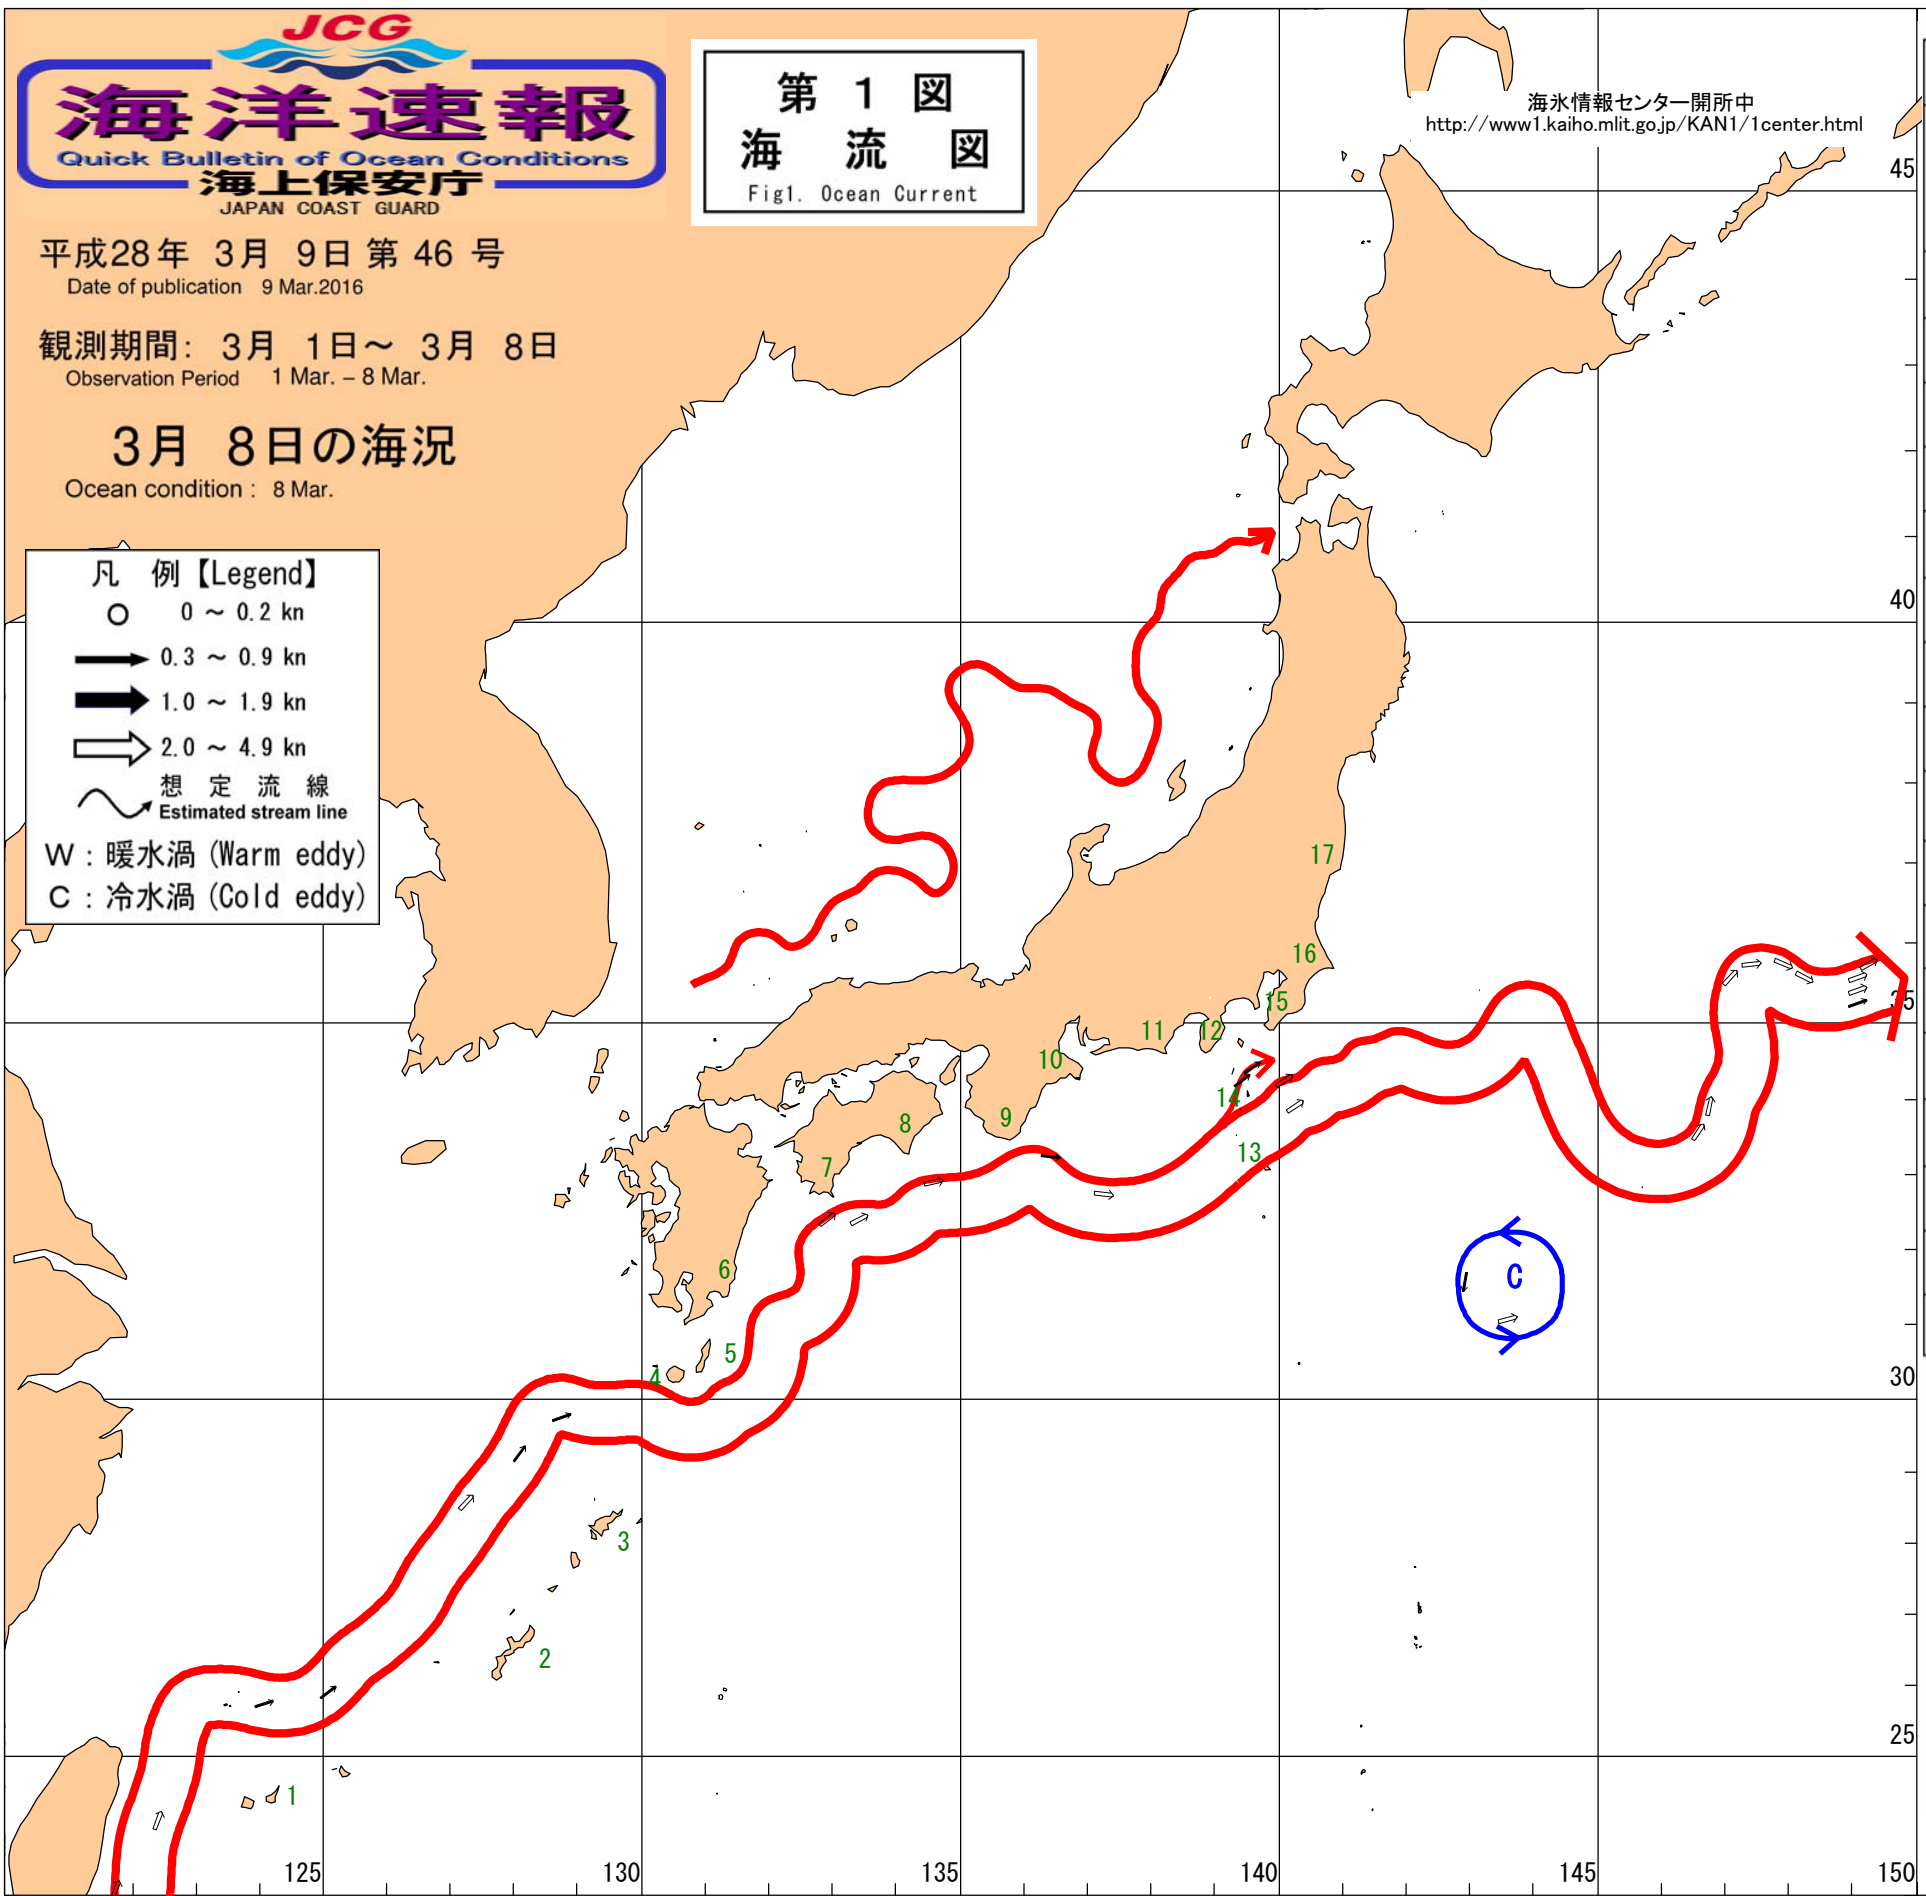 JCG
海洋速報
Quick Bulletin of Ocean Conditions
海上保安庁
JAPAN COAST GUARD
平成28年 3月 9日 第 46 号
Date of publication 9 Mar.2016
観測期間: 3月 1日～ 3月 8日
Observation Period 1 Mar. – 8 Mar.
3月 8日の海況
Ocean condition : 8 Mar.
第 1 図
海 流 図
Fig1. Ocean Current
海氷情報センター開所中
http://www1.kaiho.mlit.go.jp/KAN1/1center.html
凡 例【Legend】
0 ～ 0.2 kn
0.3 ～ 0.9 kn
1.0 ～ 1.9 kn
2.0 ～ 4.9 kn
想 定 流 線
Estimated stream line
W : 暖水渦 (Warm eddy)
C : 冷水渦 (Cold eddy)
45
40
17
16
15
35
12
11
10
14
9
8
13
7
6
C
5
4
30
3
2
25
1
125
130
135
140
145
150